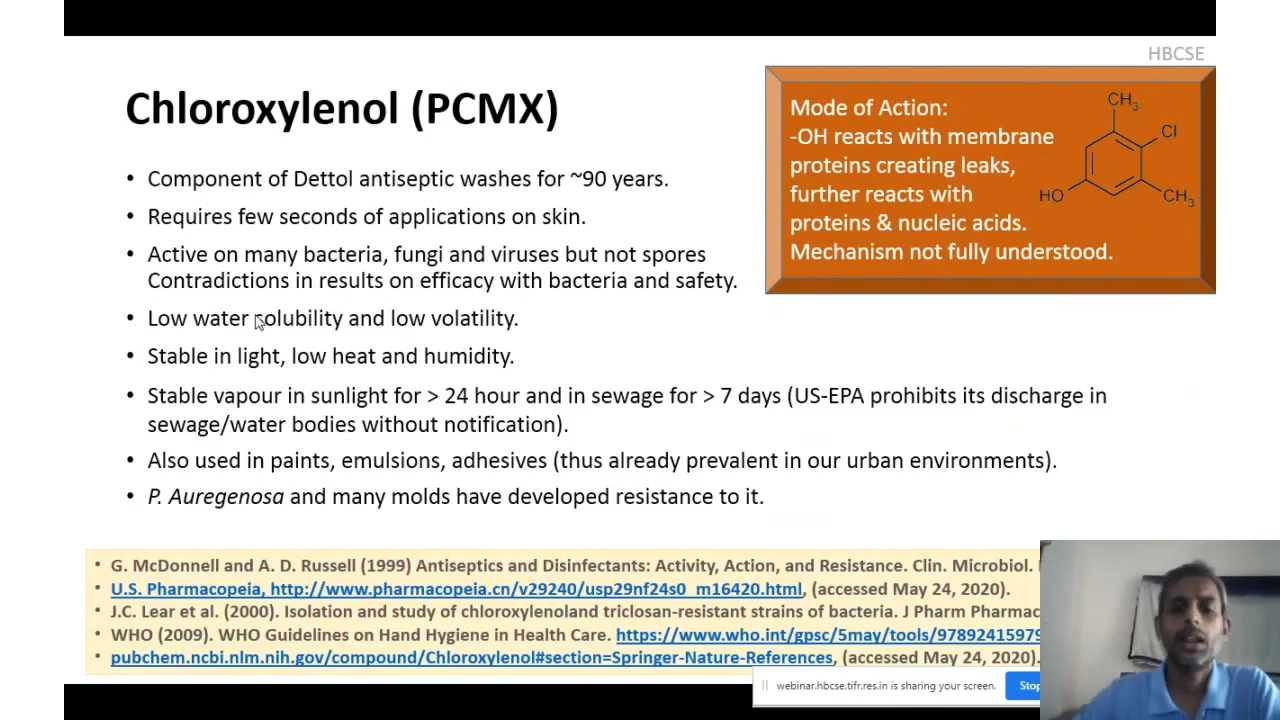 HBCSE
Chloroxylenol (PCMX)
• Component of Dettol antiseptic washes for ~90 years.
• Requires few seconds of applications on skin.
• Active on many bacteria, fungi and viruses but not spores
Contradictions in results on efficacy with bacteria and safety.
• Low water solubility and low volatility.
• Stable in light, low heat and humidity.
• Stable vapour in sunlight for > 24 hour and in sewage for > 7 days (US-EPA prohibits its discharge in
sewage/water bodies without notification).
• Also used in paints, emulsions, adhesives (thus already prevalent in our urban environments).
• P. Auregenosa and many molds have developed resistance to it.
Mode of Action:
-OH reacts with membrane
proteins creating leaks,
further reacts with
proteins & nucleic acids.
Mechanism not fully understood.
CH3
Cl
HO
CH3
• G. McDonnell and A. D. Russell (1999) Antiseptics and Disinfectants: Activity, Action, and Resistance. Clin. Microbiol.
• U.S. Pharmacopeia, http://www.pharmacopeia.cn/v29240/usp29nf24s0_m16420.html, (accessed May 24, 2020).
• J.C. Lear et al. (2000). Isolation and study of chloroxylenoland triclosan-resistant strains of bacteria. J Pharm Pharmac
• WHO (2009). WHO Guidelines on Hand Hygiene in Health Care. https://www.who.int/gpsc/5may/tools/97892415979
• pubchem.ncbi.nlm.nih.gov/compound/Chloroxylenol#section=Springer-Nature-References, (accessed May 24, 2020).
webinar.hbcse.tifr.res.in is sharing your screen.
Stop